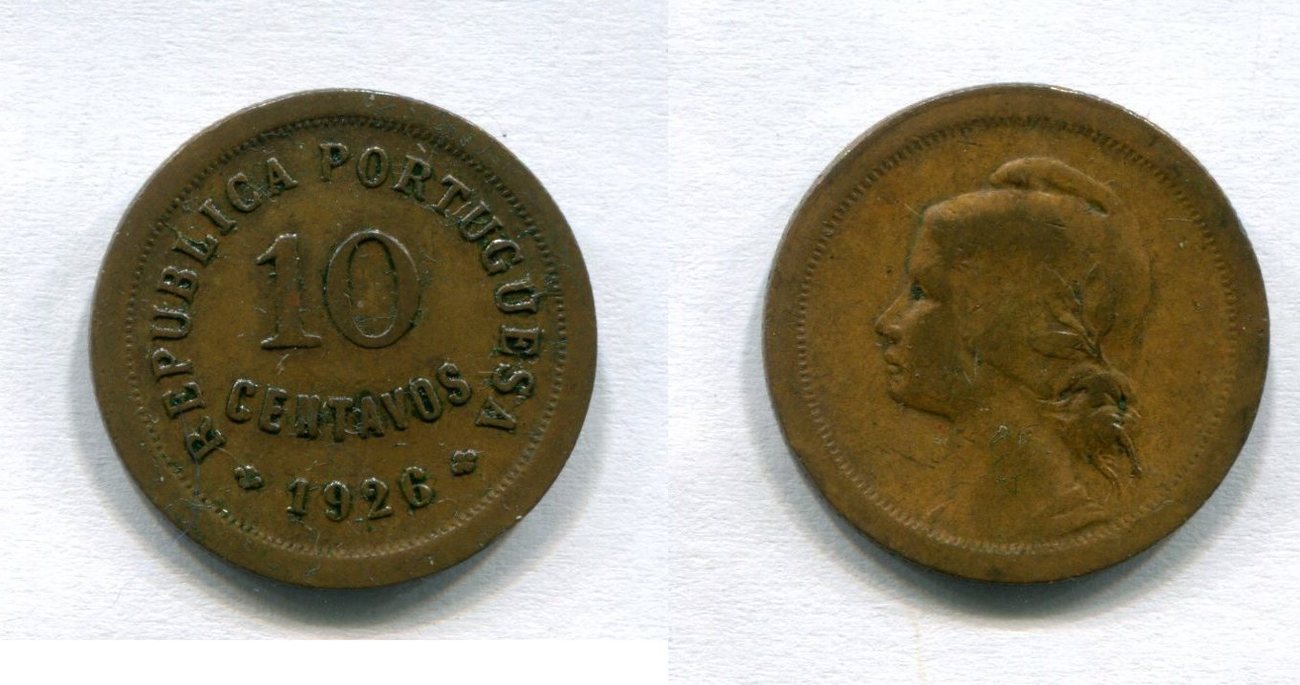 REPUBLICA PORTUGUESA
10
CENTAVOS
* 1926 *